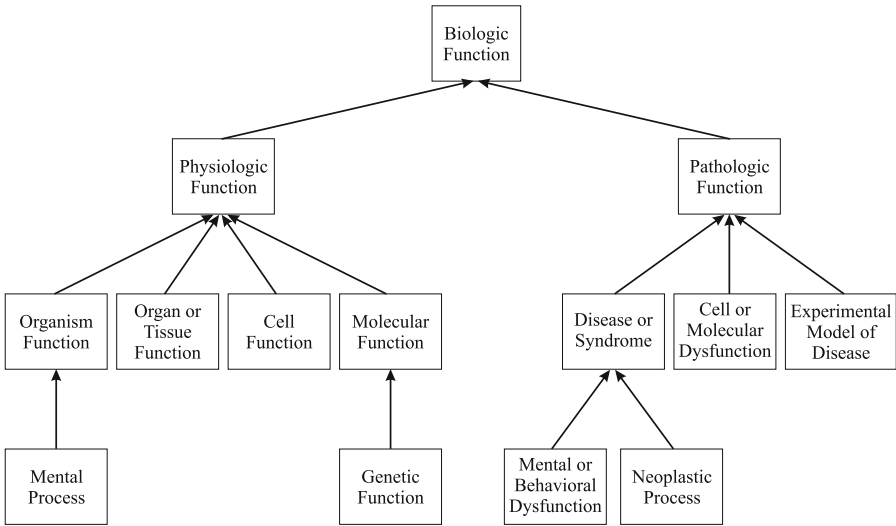 Biologic
Function
Physiologic
Function
Pathologic
Function
Organism
Function
Organ or
Tissue
Function
Cell
Function
Molecular
Function
Disease or
Syndrome
Cell or
Molecular
Dysfunction
Experimental
Model of
Disease
Mental
Process
Genetic
Function
Mental or
Behavioral
Dysfunction
Neoplastic
Process